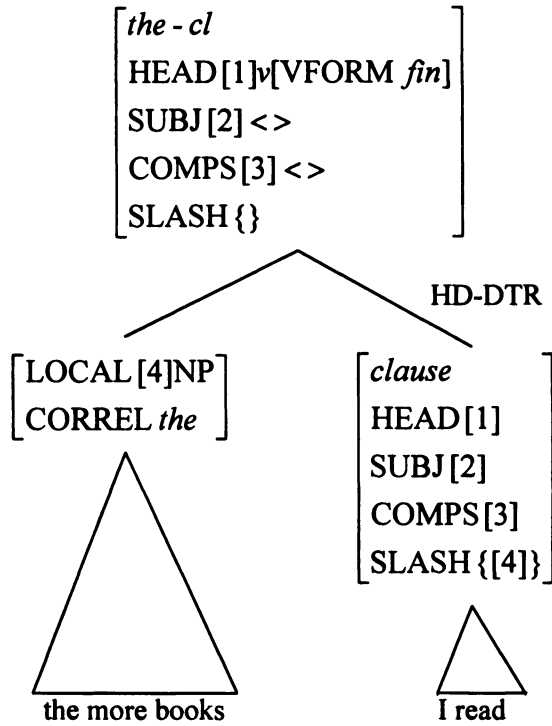 the - cl
HEAD [1]v[VFORM fin]
SUBJ [2] < >
COMPS [3] < >
SLASH { }
HD-DTR
LOCAL [4]NP
CORREL the
clause
HEAD [1]
SUBJ [2]
COMPS [3]
SLASH {[4]}
the more books
I read